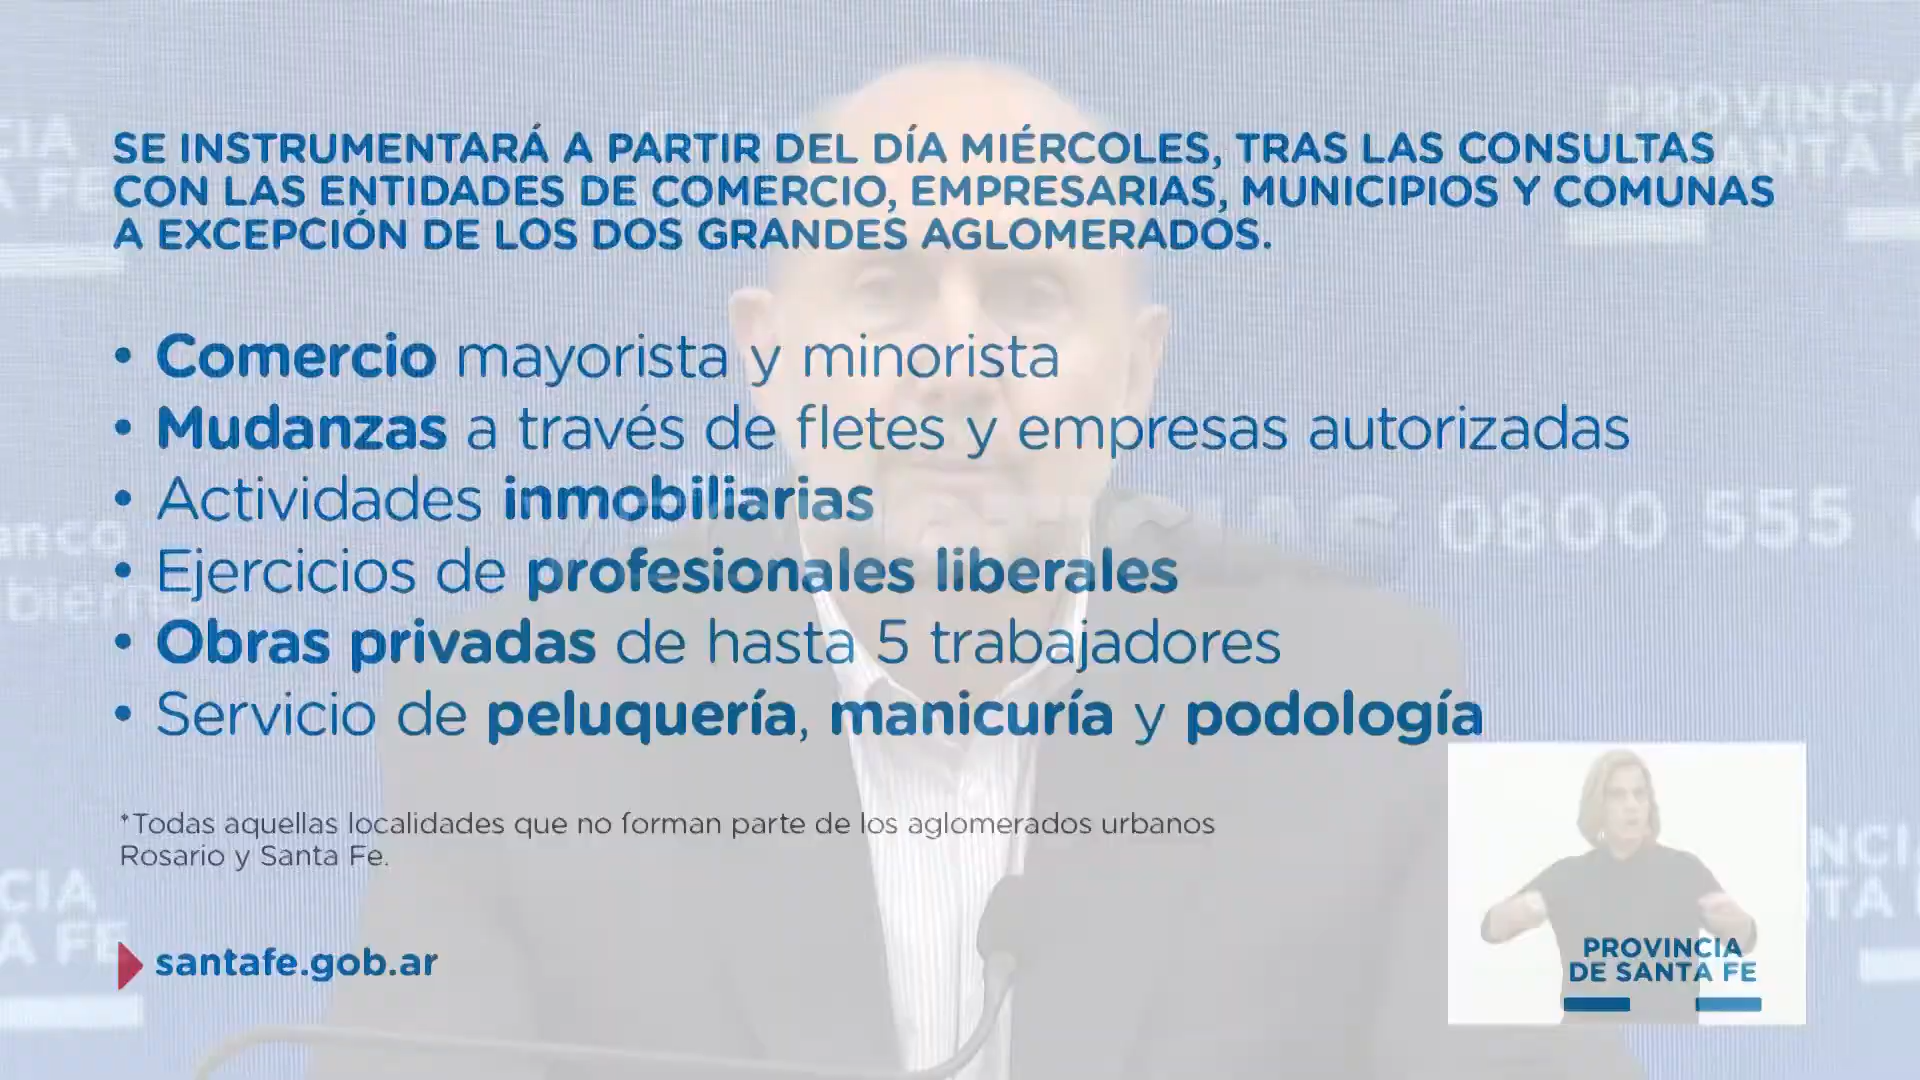 SE INSTRUMENTARÁ A PARTIR DEL DÍA MIÉRCOLES, TRAS LAS CONSULTAS
CON LAS ENTIDADES DE COMERCIO, EMPRESARIAS, MUNICIPIOS Y COMUNAS
A EXCEPCIÓN DE LOS DOS GRANDES AGLOMERADOS.
• Comercio mayorista y minorista
• Mudanzas a través de fletes y empresas autorizadas
• Actividades inmobiliarias
• Ejercicios de profesionales liberales
• Obras privadas de hasta 5 trabajadores
• Servicio de peluquería, manicuría y podología
*Todas aquellas localidades que no forman parte de los aglomerados urbanos
Rosario y Santa Fe.
santafe.gob.ar
PROVINCIA
DE SANTA FE
0800 555